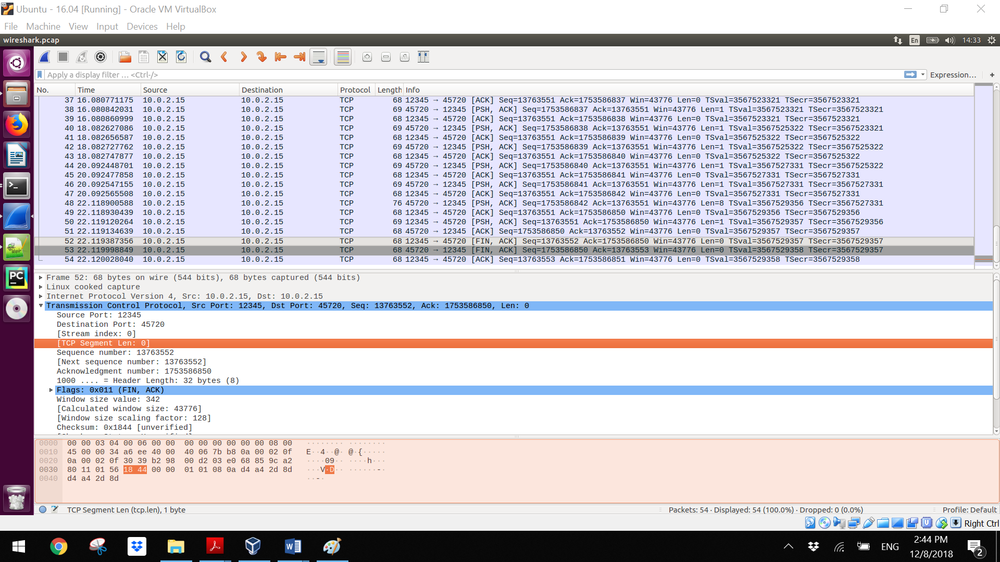 Ubuntu - 16.04 [Running] - Oracle VM VirtualBox
File Machine View Input Devices Help
wireshark.pcap En 14:33
Apply a display filter … <Ctrl-/> Expression… +
No. Time Source Destination Protocol Length Info
37 16.080771175 10.0.2.15 10.0.2.15 TCP 68 12345 → 45720 [ACK] Seq=13763551 Ack=1753586837 Win=43776 Len=0 TSval=3567523321 TSecr=3567523321
38 16.080842031 10.0.2.15 10.0.2.15 TCP 69 45720 → 12345 [PSH, ACK] Seq=1753586837 Ack=13763551 Win=43776 Len=1 TSval=3567523321 TSecr=3567523321
39 16.080860999 10.0.2.15 10.0.2.15 TCP 68 12345 → 45720 [ACK] Seq=13763551 Ack=1753586838 Win=43776 Len=0 TSval=3567523321 TSecr=3567523321
40 18.082627086 10.0.2.15 10.0.2.15 TCP 69 45720 → 12345 [PSH, ACK] Seq=1753586838 Ack=13763551 Win=43776 Len=1 TSval=3567525322 TSecr=3567523321
41 18.082656587 10.0.2.15 10.0.2.15 TCP 68 12345 → 45720 [ACK] Seq=13763551 Ack=1753586839 Win=43776 Len=0 TSval=3567525322 TSecr=3567525322
42 18.082727762 10.0.2.15 10.0.2.15 TCP 69 45720 → 12345 [PSH, ACK] Seq=1753586839 Ack=13763551 Win=43776 Len=1 TSval=3567525322 TSecr=3567525322
43 18.082747877 10.0.2.15 10.0.2.15 TCP 68 12345 → 45720 [ACK] Seq=13763551 Ack=1753586840 Win=43776 Len=0 TSval=3567525322 TSecr=3567525322
44 20.092448701 10.0.2.15 10.0.2.15 TCP 69 45720 → 12345 [PSH, ACK] Seq=1753586840 Ack=13763551 Win=43776 Len=1 TSval=3567527331 TSecr=3567525322
45 20.092477858 10.0.2.15 10.0.2.15 TCP 68 12345 → 45720 [ACK] Seq=13763551 Ack=1753586841 Win=43776 Len=0 TSval=3567527331 TSecr=3567527331
46 20.092547155 10.0.2.15 10.0.2.15 TCP 69 45720 → 12345 [PSH, ACK] Seq=1753586841 Ack=13763551 Win=43776 Len=1 TSval=3567527331 TSecr=3567527331
47 20.092565508 10.0.2.15 10.0.2.15 TCP 68 12345 → 45720 [ACK] Seq=13763551 Ack=1753586842 Win=43776 Len=0 TSval=3567527331 TSecr=3567527331
48 22.118900588 10.0.2.15 10.0.2.15 TCP 76 45720 → 12345 [PSH, ACK] Seq=1753586842 Ack=13763551 Win=43776 Len=8 TSval=3567529356 TSecr=3567527331
49 22.118930439 10.0.2.15 10.0.2.15 TCP 68 12345 → 45720 [ACK] Seq=13763551 Ack=1753586850 Win=43776 Len=0 TSval=3567529356 TSecr=3567529356
50 22.119120264 10.0.2.15 10.0.2.15 TCP 69 12345 → 45720 [PSH, ACK] Seq=13763551 Ack=1753586850 Win=43776 Len=1 TSval=3567529357 TSecr=3567529356
51 22.119134639 10.0.2.15 10.0.2.15 TCP 68 45720 → 12345 [ACK] Seq=1753586850 Ack=13763552 Win=43776 Len=0 TSval=3567529357 TSecr=3567529357
52 22.119387356 10.0.2.15 10.0.2.15 TCP 68 12345 → 45720 [FIN, ACK] Seq=13763552 Ack=1753586850 Win=43776 Len=0 TSval=3567529357 TSecr=3567529357
53 22.119998849 10.0.2.15 10.0.2.15 TCP 68 45720 → 12345 [FIN, ACK] Seq=1753586850 Ack=13763553 Win=43776 Len=0 TSval=3567529358 TSecr=3567529357
54 22.120028040 10.0.2.15 10.0.2.15 TCP 68 12345 → 45720 [ACK] Seq=13763553 Ack=1753586851 Win=43776 Len=0 TSval=3567529358 TSecr=3567529358
Frame 52: 68 bytes on wire (544 bits), 68 bytes captured (544 bits)
Linux cooked capture
Internet Protocol Version 4, Src: 10.0.2.15, Dst: 10.0.2.15
Transmission Control Protocol, Src Port: 12345, Dst Port: 45720, Seq: 13763552, Ack: 1753586850, Len: 0
Source Port: 12345
Destination Port: 45720
[Stream index: 0]
[TCP Segment Len: 0]
Sequence number: 13763552
[Next sequence number: 13763552]
Acknowledgment number: 1753586850
1000 .... = Header Length: 32 bytes (8)
Flags: 0x011 (FIN, ACK)
Window size value: 342
[Calculated window size: 43776]
[Window size scaling factor: 128]
Checksum: 0x1844 [unverified]
0000 00 00 03 04 00 06 00 00 00 00 00 00 00 00 08 00 ········ ········
0010 45 00 00 34 a6 ee 40 00 40 06 7b b8 0a 00 02 0f E··4··@· @·{·····
0020 0a 00 02 0f 30 39 b2 98 00 d2 03 e0 68 85 9c a2 ····09·· ····h···
0030 80 11 01 56 18 44 00 00 01 01 08 0a d4 a4 2d 8d ···V·D·· ······-·
0040 d4 a4 2d 8d ··-·
TCP Segment Len (tcp.len), 1 byte Packets: 54 · Displayed: 54 (100.0%) · Dropped: 0 (0.0%) Profile: Default
Right Ctrl
PC
ENG 2:44 PM
12/8/2018 2